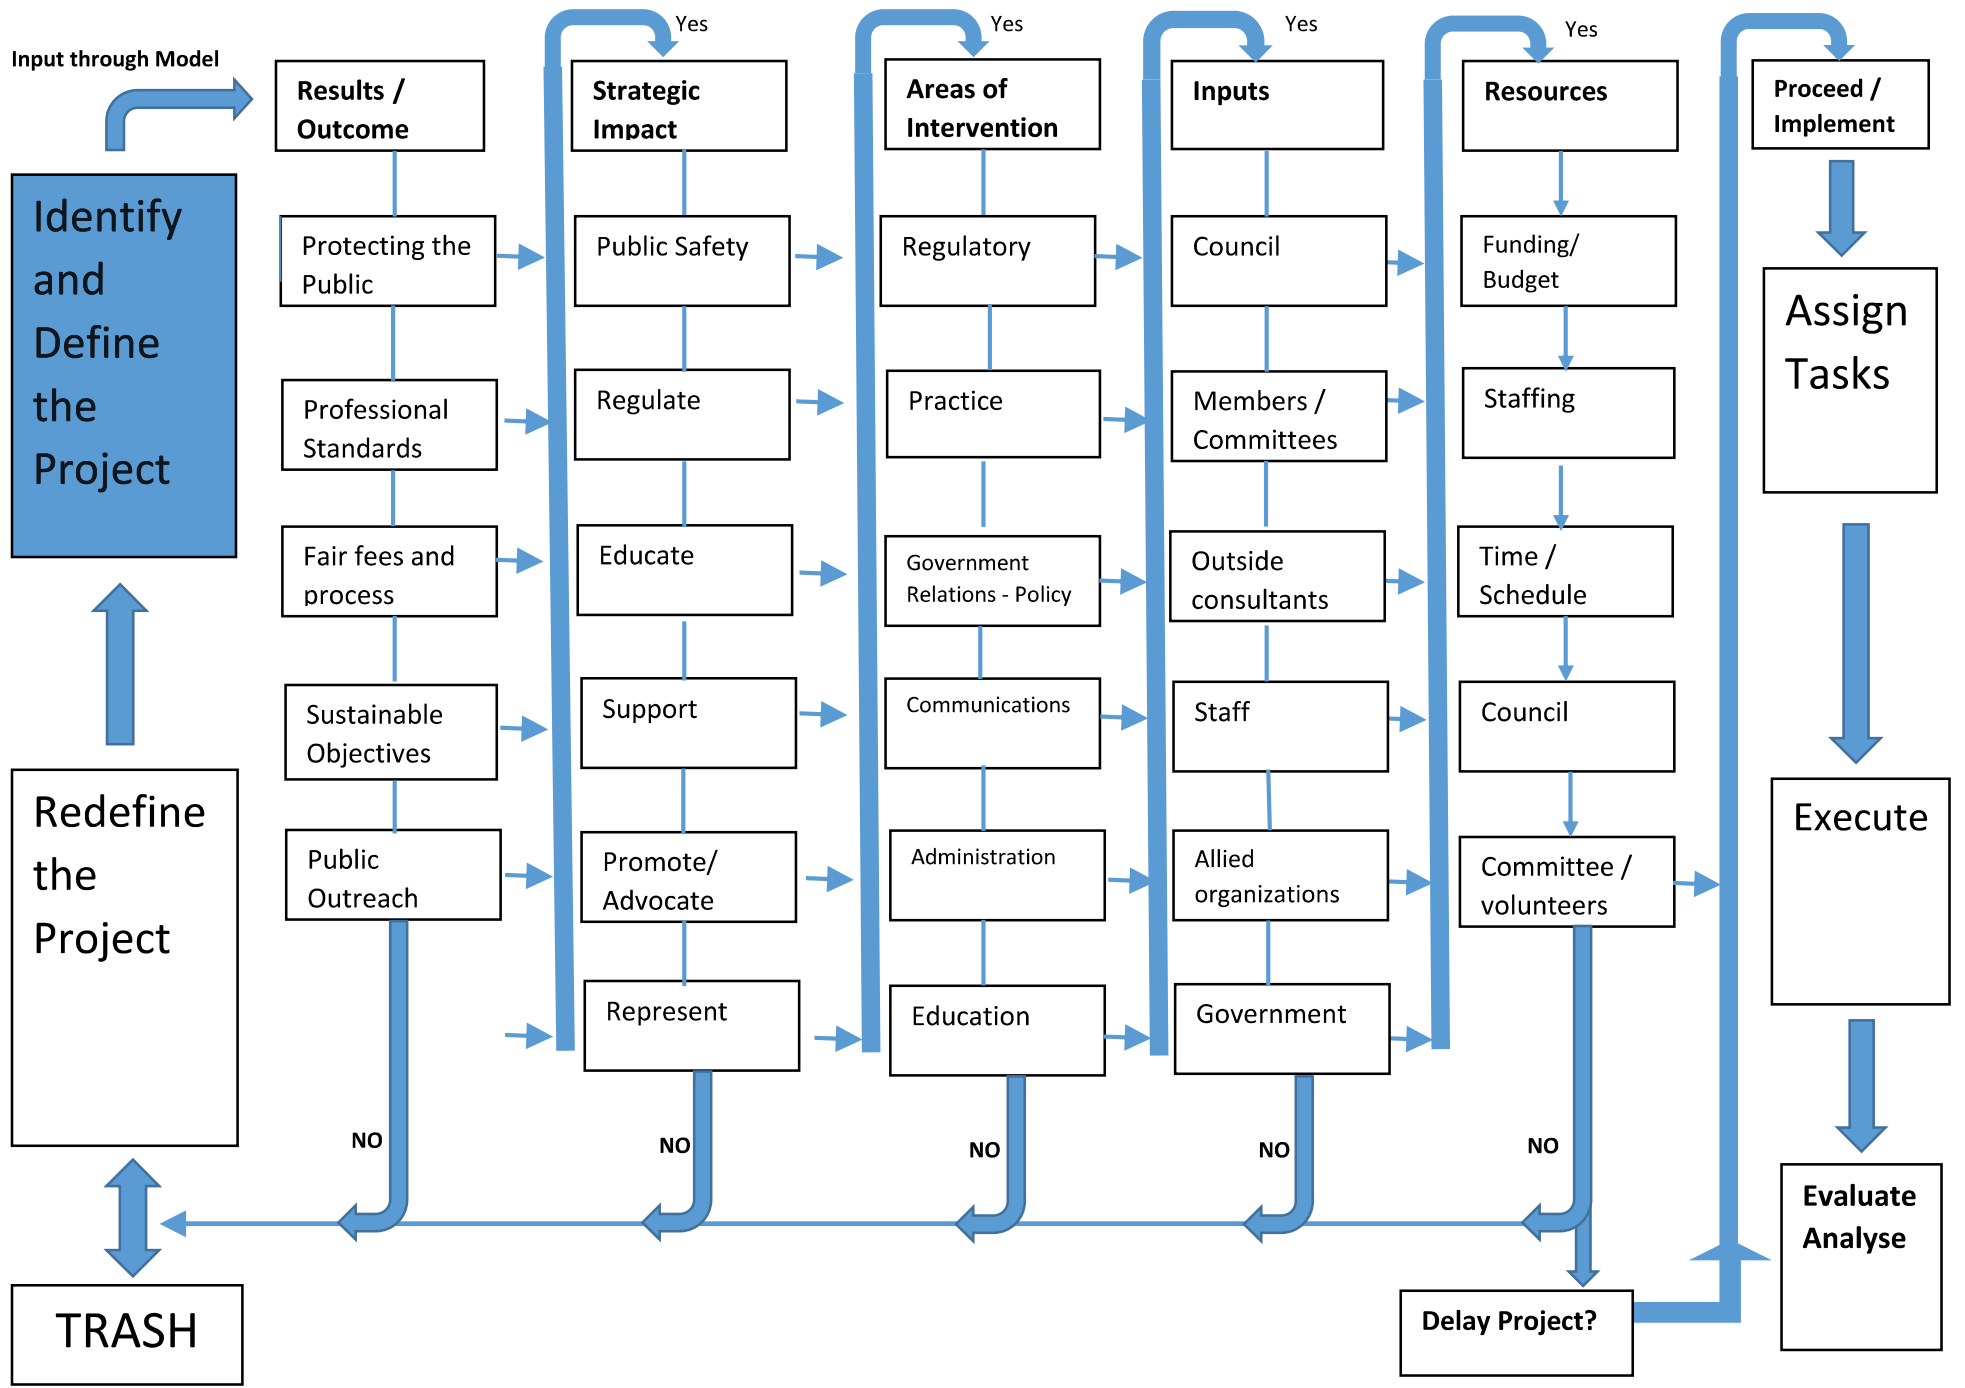 Input through Model
Identify
and
Define
the
Project
Redefine
the
Project
TRASH
Results /
Outcome
Protecting the
Public
Professional
Standards
Fair fees and
process
Sustainable
Objectives
Public
Outreach
NO
Yes
Strategic
Impact
Public Safety
Regulate
Educate
Support
Promote/
Advocate
Represent
NO
Yes
Areas of
Intervention
Regulatory
Practice
Government
Relations - Policy
Communications
Administration
Education
NO
Yes
Inputs
Council
Members /
Committees
Outside
consultants
Staff
Allied
organizations
Government
NO
Yes
Resources
Funding/
Budget
Staffing
Time /
Schedule
Council
Committee /
volunteers
NO
Delay Project?
Proceed /
Implement
Assign
Tasks
Execute
Evaluate
Analyse